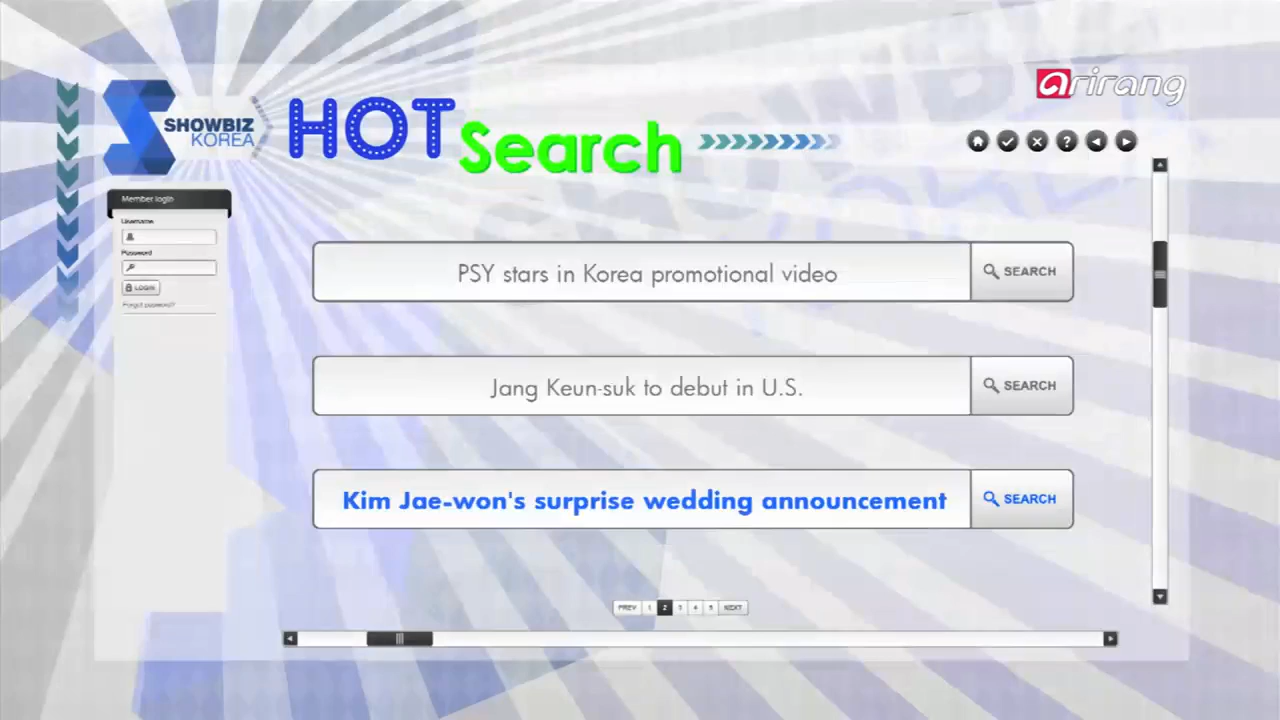 arirang
SHOWBIZ
KOREA
HOT
Search
Member login
Username
Password
LOGIN
Forgot password?
PSY stars in Korea promotional video
SEARCH
Jang Keun-suk to debut in U.S.
SEARCH
Kim Jae-won's surprise wedding announcement
SEARCH
PREV 1 2 3 4 5 NEXT